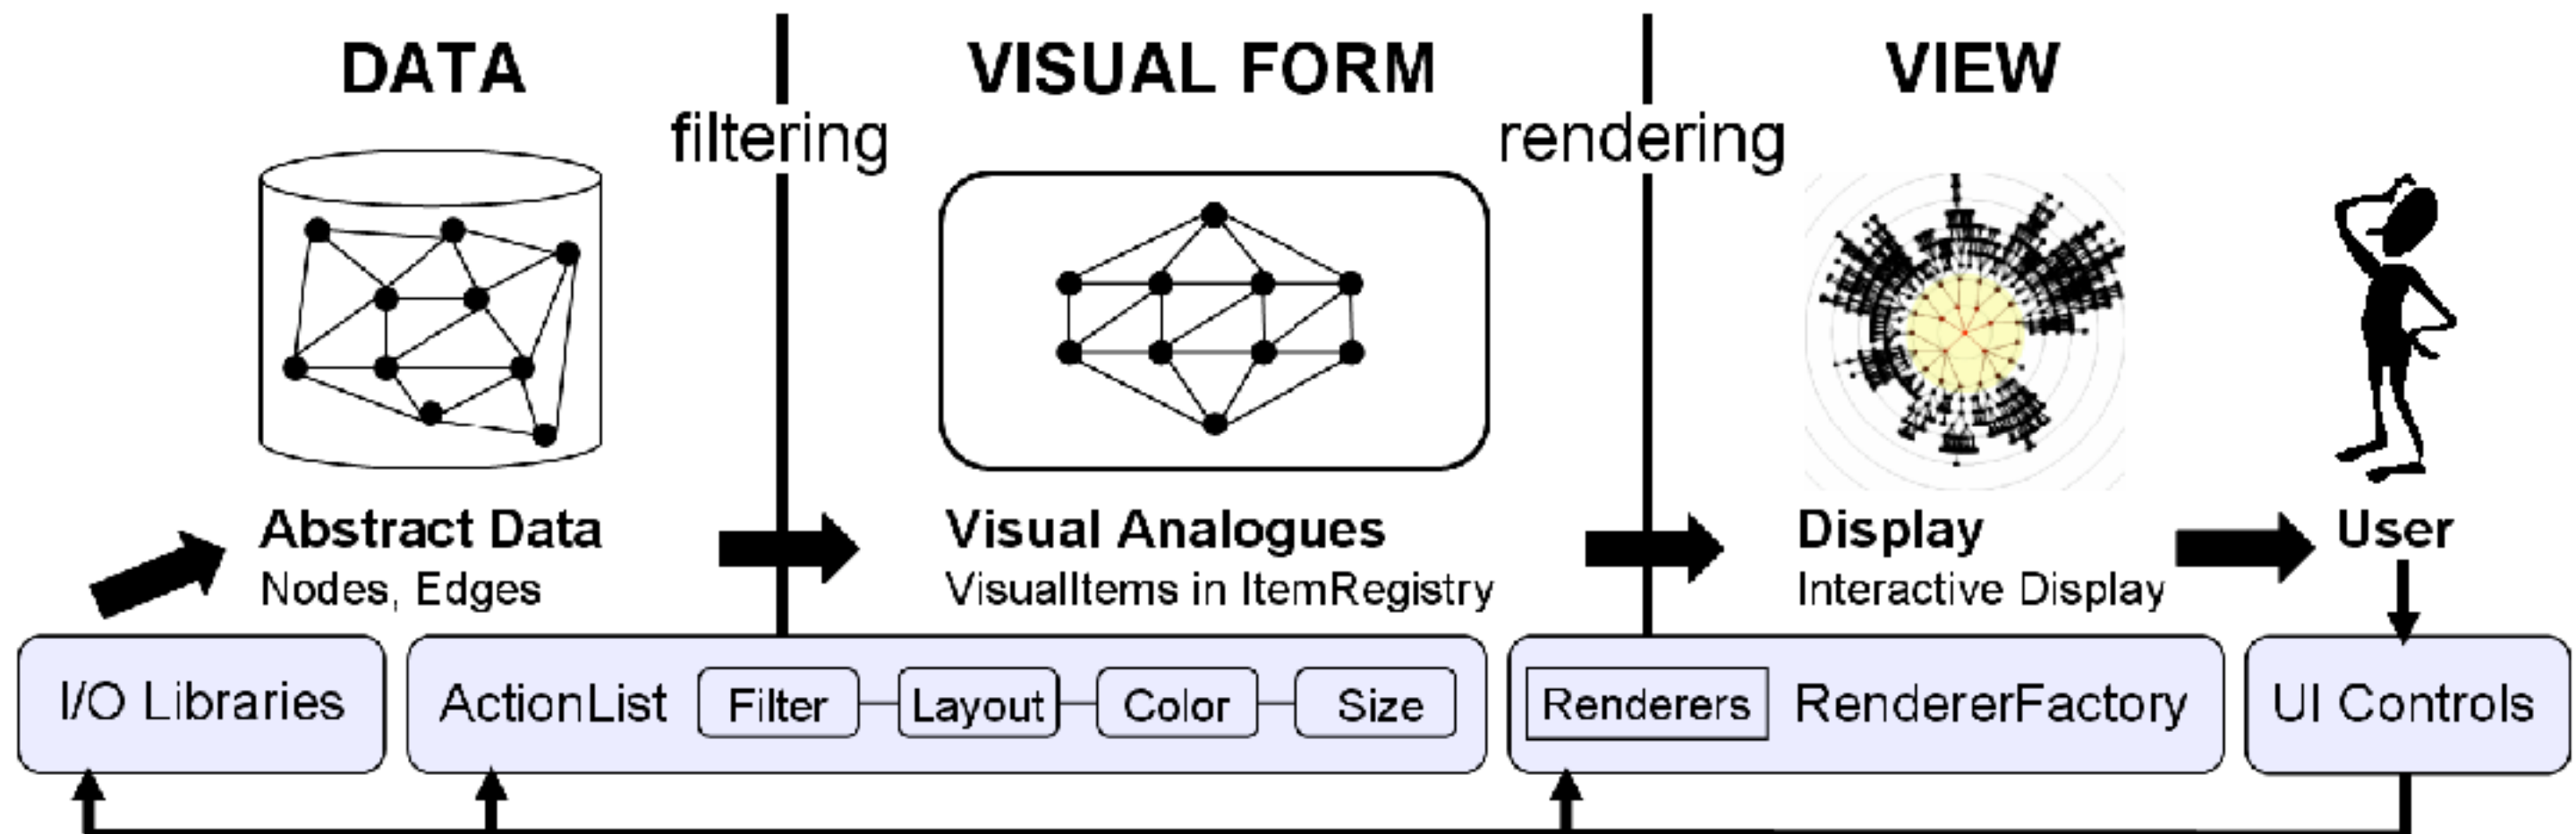 DATA
VISUAL FORM
VIEW
filtering
rendering
Abstract Data
Nodes, Edges
Visual Analogues
VisualItems in ItemRegistry
Display
Interactive Display
User
I/O Libraries
ActionList
Filter
Layout
Color
Size
Renderers
RendererFactory
UI Controls